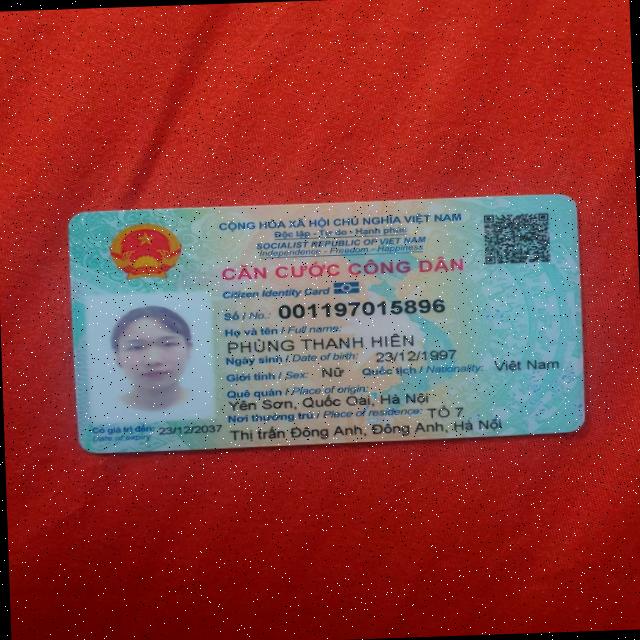 CỘNG HÒA XÃ HỘI CHỦ NGHĨA VIỆT NAM
Độc lập - Tự do - Hạnh phúc
SOCIALIST REPUBLIC OF VIET NAM
Independence - Freedom - Happiness
CĂN CƯỚC CÔNG DÂN
Citizen Identity Card
Số / No.: 001197015896
Họ và tên / Full name:
PHÙNG THANH HIỀN
Ngày sinh / Date of birth: 23/12/1997
Giới tính / Sex: Nữ Quốc tịch / Nationality: Việt Nam
Quê quán / Place of origin:
Yên Sơn, Quốc Oai, Hà Nội
Nơi thường trú / Place of residence: TỔ 7
Thị trấn Đông Anh, Đông Anh, Hà Nội
Có giá trị đến: 23/12/2037
Date of expiry